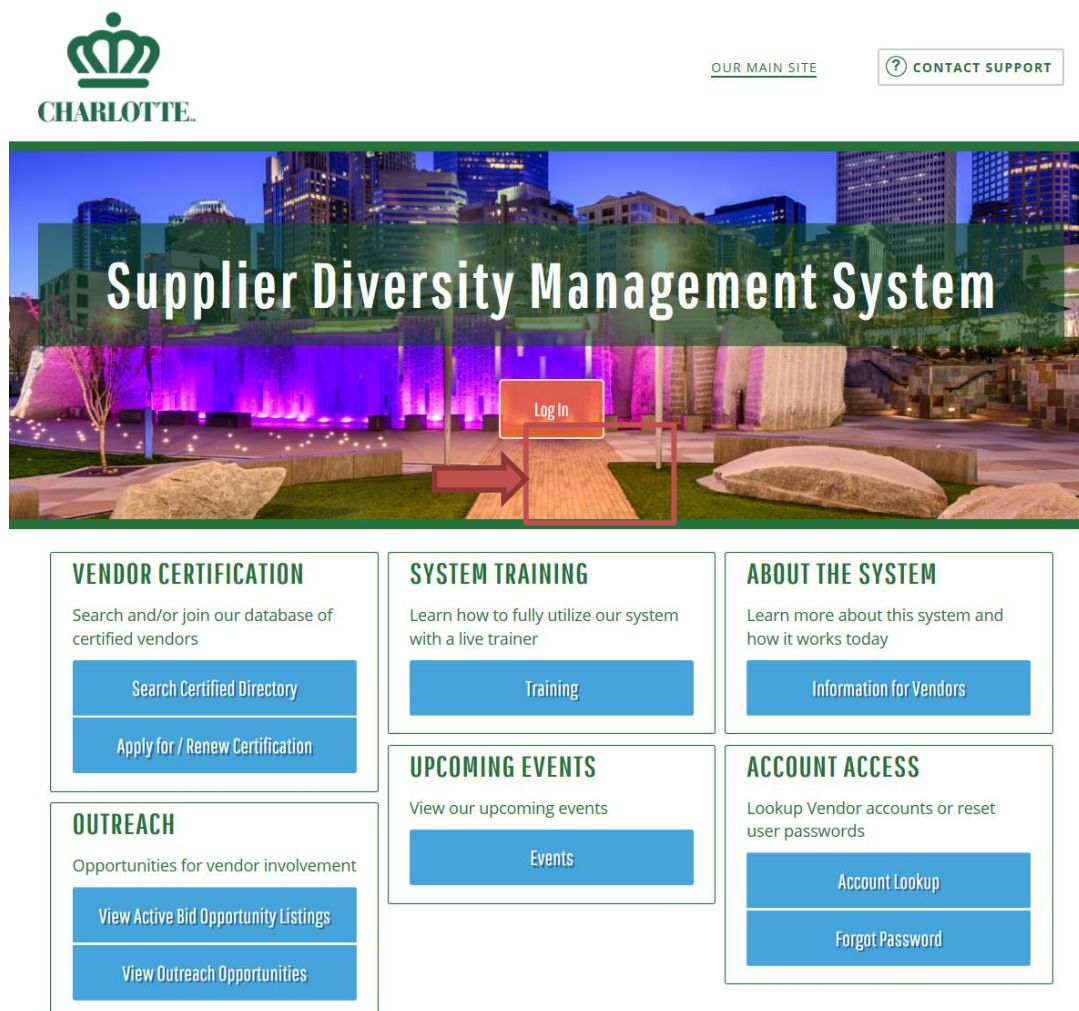 CHARLOTTE
OUR MAIN SITE
? CONTACT SUPPORT
Supplier Diversity Management System
Log In
VENDOR CERTIFICATION
Search and/or join our database of
certified vendors
Search Certified Directory
Apply for / Renew Certification
OUTREACH
Opportunities for vendor involvement
View Active Bid Opportunity Listings
View Outreach Opportunities
SYSTEM TRAINING
Learn how to fully utilize our system
with a live trainer
Training
UPCOMING EVENTS
View our upcoming events
Events
ABOUT THE SYSTEM
Learn more about this system and
how it works today
Information for Vendors
ACCOUNT ACCESS
Lookup Vendor accounts or reset
user passwords
Account Lookup
Forgot Password